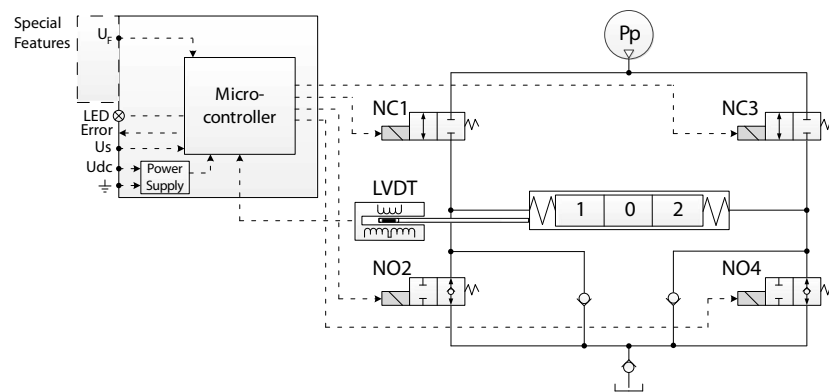 Special
Features
U_F
Pp
Micro-
controller
NC1
NC3
LED
Error
Us
Udc
Power
Supply
LVDT
1 0 2
NO2
NO4